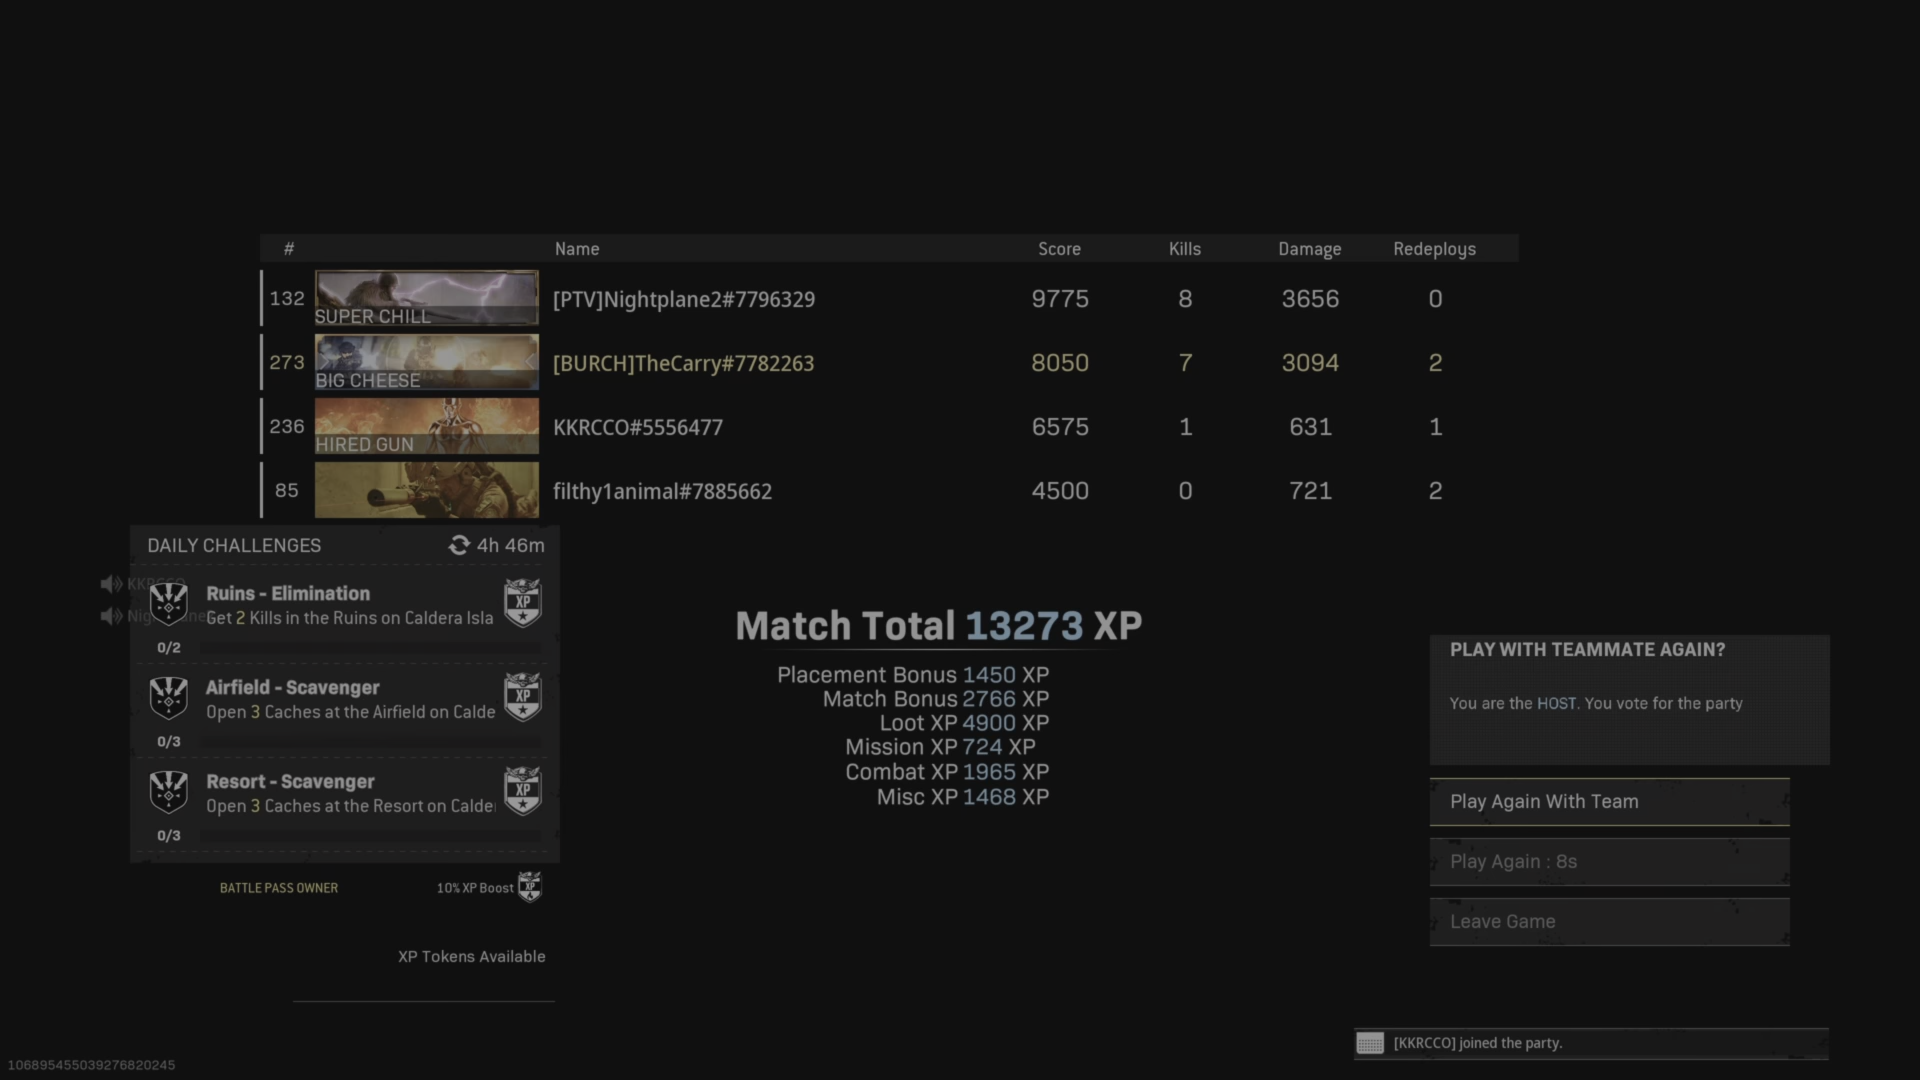 # Name Score Kills Damage Redeploys
132 SUPER CHILL [PTV]Nightplane2#7796329 9775 8 3656 0
273 BIG CHEESE [BURCH]TheCarry#7782263 8050 7 3094 2
236 HIRED GUN KKRCCO#5556477 6575 1 631 1
85 filthy1animal#7885662 4500 0 721 2
DAILY CHALLENGES 4h 46m
KKRCCO
Ruins - Elimination
XP
Get 2 Kills in the Ruins on Caldera Isla
0/2
Airfield - Scavenger
XP
Open 3 Caches at the Airfield on Calde
0/3
Resort - Scavenger
XP
Open 3 Caches at the Resort on Calde
0/3
BATTLE PASS OWNER 10% XP Boost XP
XP Tokens Available
Match Total 13273 XP
Placement Bonus 1450 XP
Match Bonus 2766 XP
Loot XP 4900 XP
Mission XP 724 XP
Combat XP 1965 XP
Misc XP 1468 XP
PLAY WITH TEAMMATE AGAIN?
You are the HOST. You vote for the party
Play Again With Team
Play Again : 8s
Leave Game
[KKRCCO] joined the party.
106895455039276820245